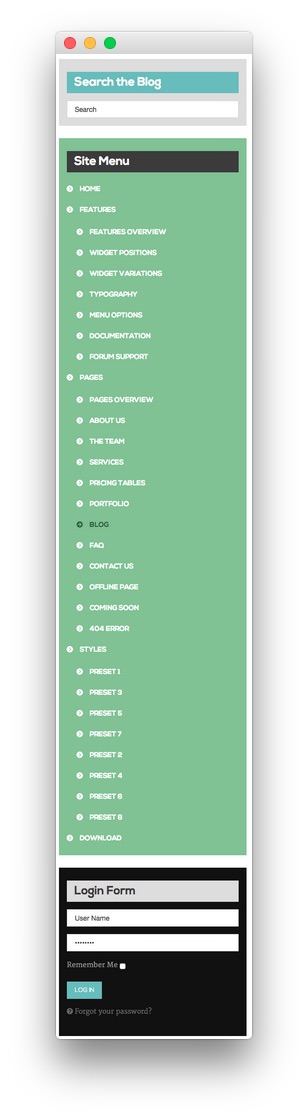 Search the Blog
Search
Site Menu
HOME
FEATURES
FEATURES OVERVIEW
WIDGET POSITIONS
WIDGET VARIATIONS
TYPOGRAPHY
MENU OPTIONS
DOCUMENTATION
FORUM SUPPORT
PAGES
PAGES OVERVIEW
ABOUT US
THE TEAM
SERVICES
PRICING TABLES
PORTFOLIO
BLOG
FAQ
CONTACT US
OFFLINE PAGE
COMING SOON
404 ERROR
STYLES
PRESET 1
PRESET 3
PRESET 5
PRESET 7
PRESET 2
PRESET 4
PRESET 6
PRESET 8
DOWNLOAD
Login Form
User Name
••••••••
Remember Me
LOG IN
Forgot your password?